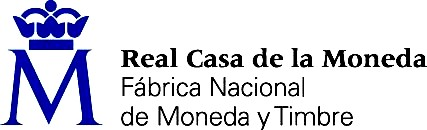 M
Real Casa de la Moneda
Fábrica Nacional
de Moneda y Timbre